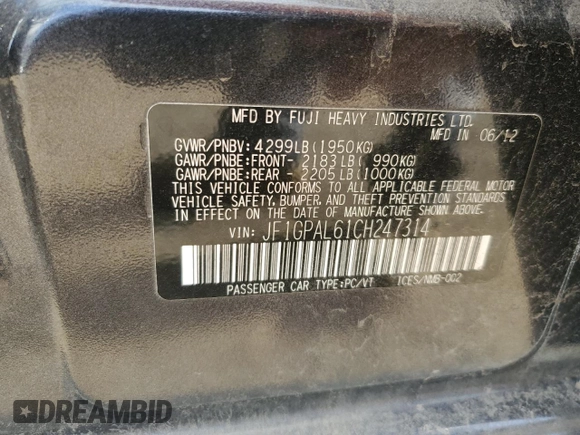 MFD BY FUJI HEAVY INDUSTRIES LTD.
MFD IN 06/12
GVWR/PNBV: 4299LB (1950KG)
GAWR/PNBE: FRONT- 2183LB ( 990KG)
GAWR/PNBE: REAR - 2205LB (1000KG)
THIS VEHICLE CONFORMS TO ALL APPLICABLE FEDERAL MOTOR
VEHICLE SAFETY, BUMPER, AND THEFT PREVENTION STANDARDS
IN EFFECT ON THE DATE OF MANUFACTURE SHOWN ABOVE.
VIN: JF1GPAL61CH247314
PASSENGER CAR TYPE:PC/VT ICES/NMB-002
DREAMBID